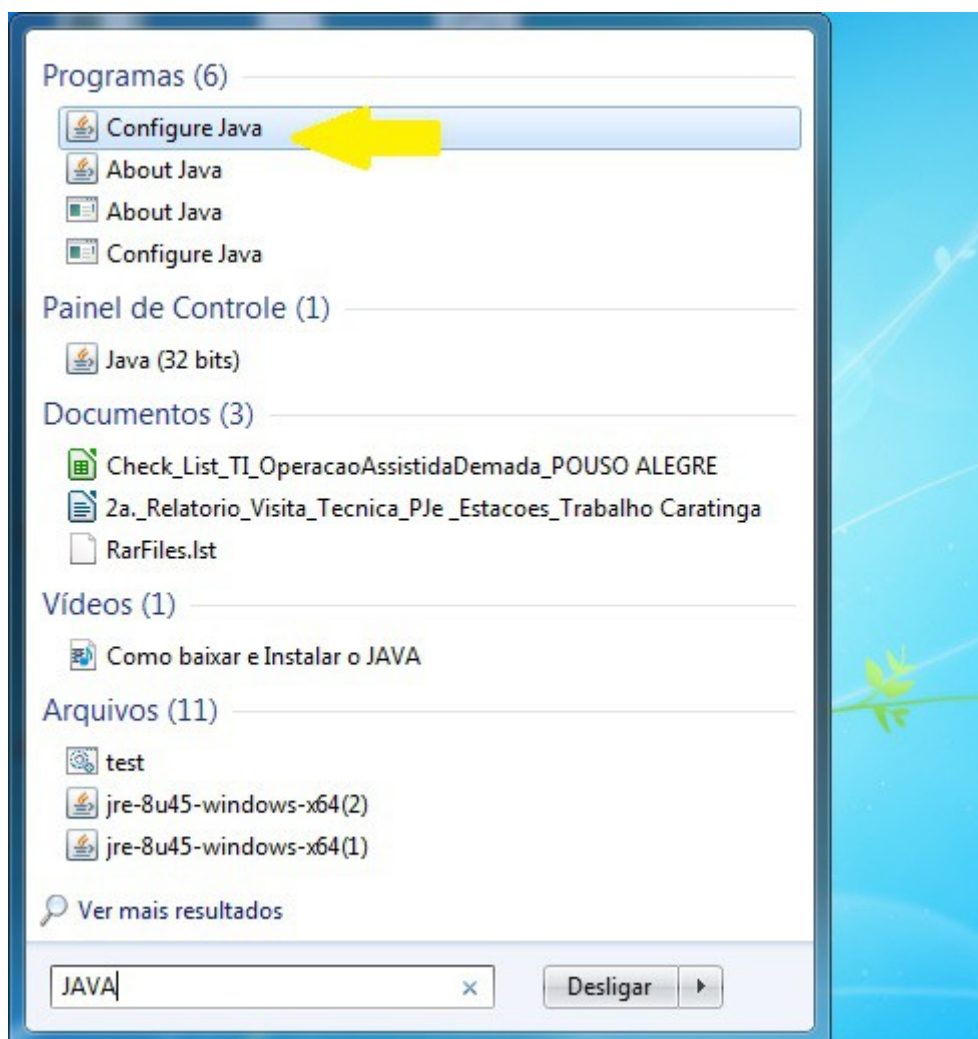 Programas (6)
Configure Java
About Java
About Java
Configure Java
Painel de Controle (1)
Java (32 bits)
Documentos (3)
Check_List_TI_OperacaoAssistidaDemada_POUSO ALEGRE
2a._Relatorio_Visita_Tecnica_PJe _Estacoes_Trabalho Caratinga
RarFiles.lst
Vídeos (1)
Como baixar e Instalar o JAVA
Arquivos (11)
test
jre-8u45-windows-x64(2)
jre-8u45-windows-x64(1)
Ver mais resultados
JAVA
Desligar